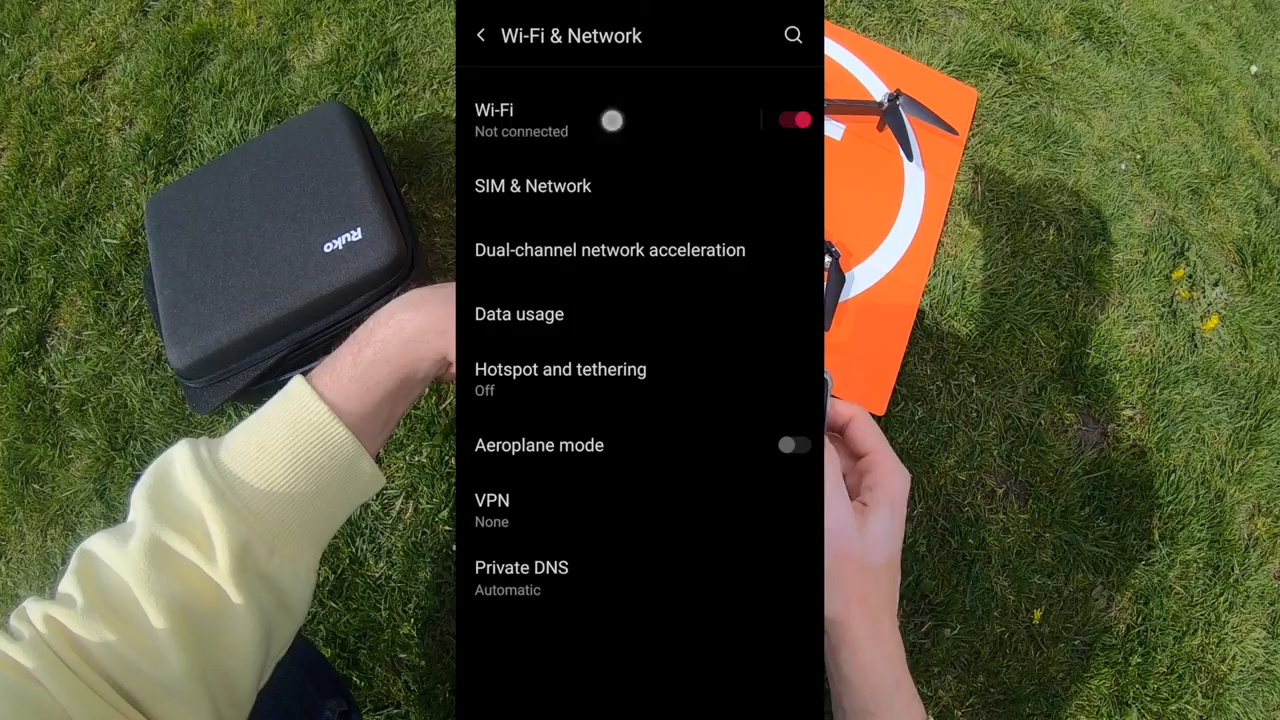 Wi-Fi & Network
Wi-Fi
Not connected
SIM & Network
Dual-channel network acceleration
Data usage
Hotspot and tethering
Off
Aeroplane mode
VPN
None
Private DNS
Automatic
Ruko